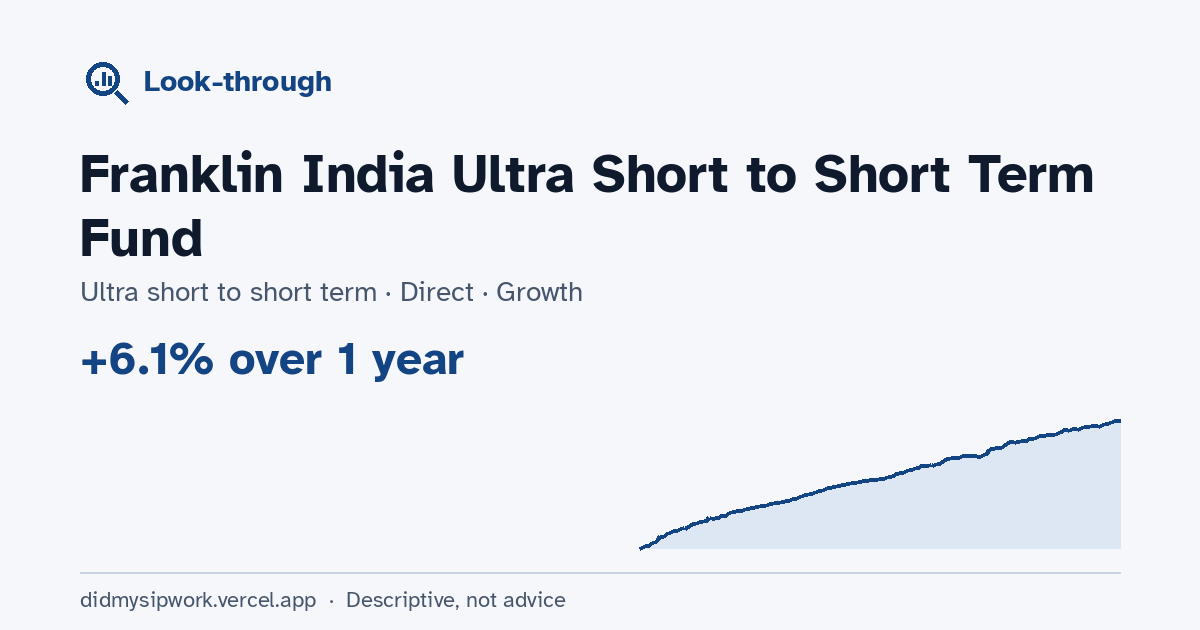 Look-through
Franklin India Ultra Short to Short Term
Fund
Ultra short to short term · Direct · Growth
+6.1% over 1 year
didmysipwork.vercel.app · Descriptive, not advice